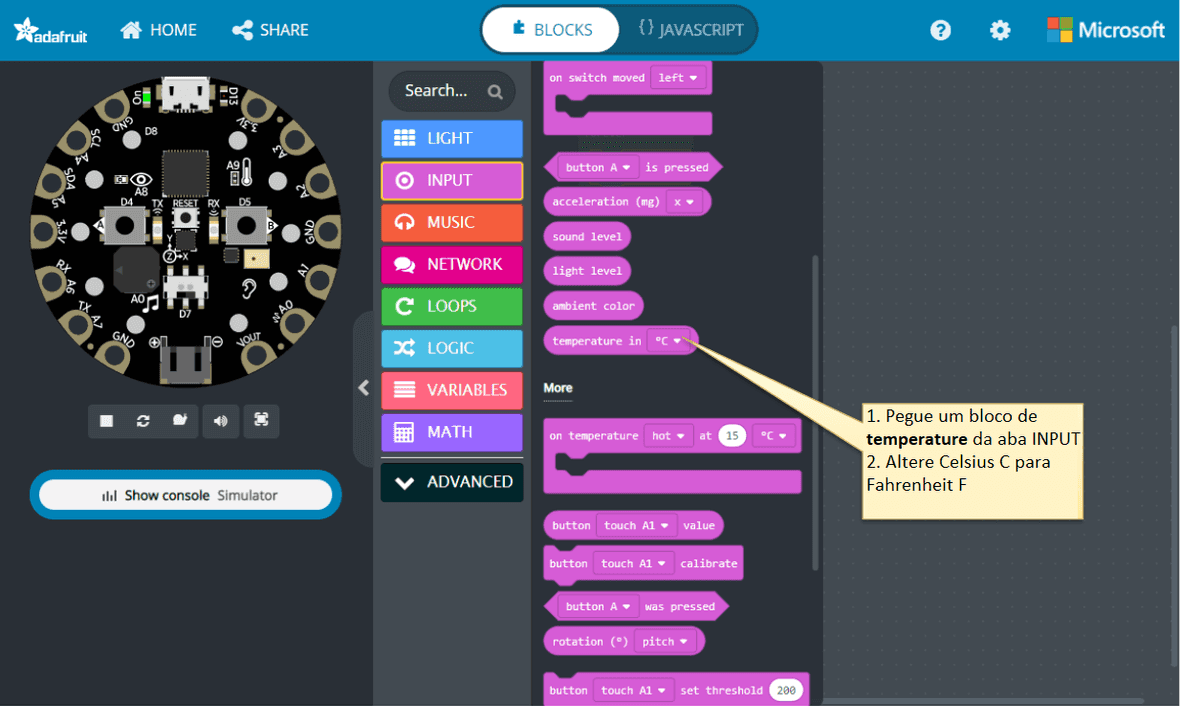 adafruit
HOME
SHARE
BLOCKS
{} JAVASCRIPT
?
Microsoft
On
D13
GND
D8
3.3V
SCL
A4
A3
SDA
A5
A8
A9
A2
D4
TX
RESET
RX
D5
3.3V
A
B
GND
Y
Z
X
RX
A6
A1
A0
TX
A7
D7
A0
GND
VOUT
Show console Simulator
Search...
LIGHT
INPUT
MUSIC
NETWORK
LOOPS
LOGIC
VARIABLES
MATH
ADVANCED
on switch moved left
button A is pressed
acceleration (mg) x
sound level
light level
ambient color
temperature in °C
More
on temperature hot at 15 °C
button touch A1 value
button touch A1 calibrate
button A was pressed
rotation (°) pitch
button touch A1 set threshold 200
1. Pegue um bloco de
temperature da aba INPUT
2. Altere Celsius C para
Fahrenheit F